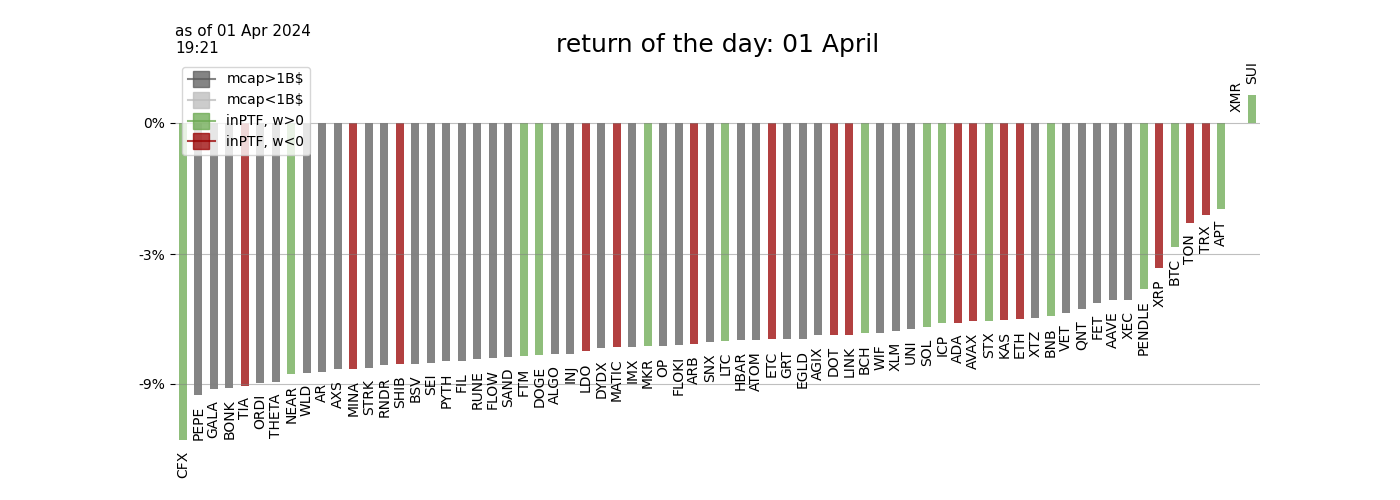 as of 01 Apr 2024
19:21
return of the day: 01 April
mcap>1B$
mcap<1B$
inPTF, w>0
inPTF, w<0
0%
-3%
-9%
CFX
PEPE
GALA
BONK
TIA
ORDI
THETA
NEAR
WLD
AR
AXS
MINA
STRK
RNDR
SHIB
BSV
SEI
PYTH
FIL
RUNE
FLOW
SAND
FTM
DOGE
ALGO
INJ
LDO
DYDX
MATIC
IMX
MKR
OP
FLOKI
ARB
SNX
LTC
HBAR
ATOM
ETC
GRT
EGLD
AGIX
DOT
LINK
BCH
WIF
XLM
UNI
SOL
ICP
ADA
AVAX
STX
KAS
ETH
XTZ
BNB
VET
QNT
FET
AAVE
XEC
PENDLE
XRP
BTC
TON
TRX
APT
XMR
SUI